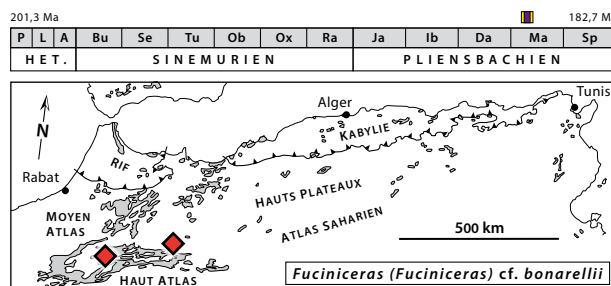 201,3 Ma 182,7 Ma
P L A Bu Se Tu Ob Ox Ra Ja Ib Da Ma Sp
HET. SINEMURIEN PLIENSBACHIEN
Tunis
Alger
KABYLIE
N
RIF
Rabat
HAUTS PLATEAUX
MOYEN
ATLAS
ATLAS SAHARIEN
500 km
HAUT ATLAS
Fuciniceras (Fuciniceras) cf. bonarellii